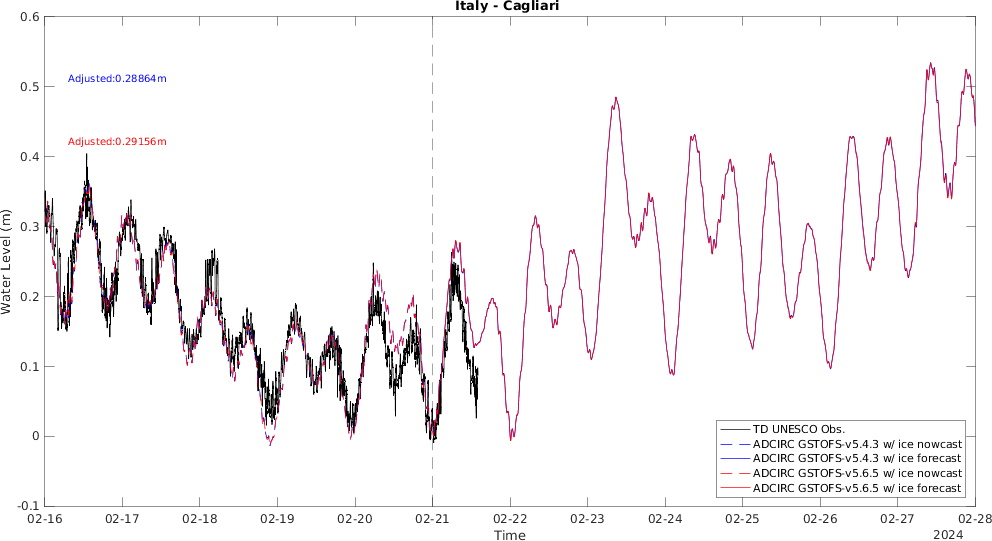 Italy - Cagliari
0.6
0.5
0.4
0.3
0.2
0.1
0
-0.1
Water Level (m)
Adjusted:0.28864m
Adjusted:0.29156m
TD UNESCO Obs.
ADCIRC GSTOFS-v5.4.3 w/ ice nowcast
ADCIRC GSTOFS-v5.4.3 w/ ice forecast
ADCIRC GSTOFS-v5.6.5 w/ ice nowcast
ADCIRC GSTOFS-v5.6.5 w/ ice forecast
02-16 02-17 02-18 02-19 02-20 02-21 02-22 02-23 02-24 02-25 02-26 02-27 02-28
Time
2024